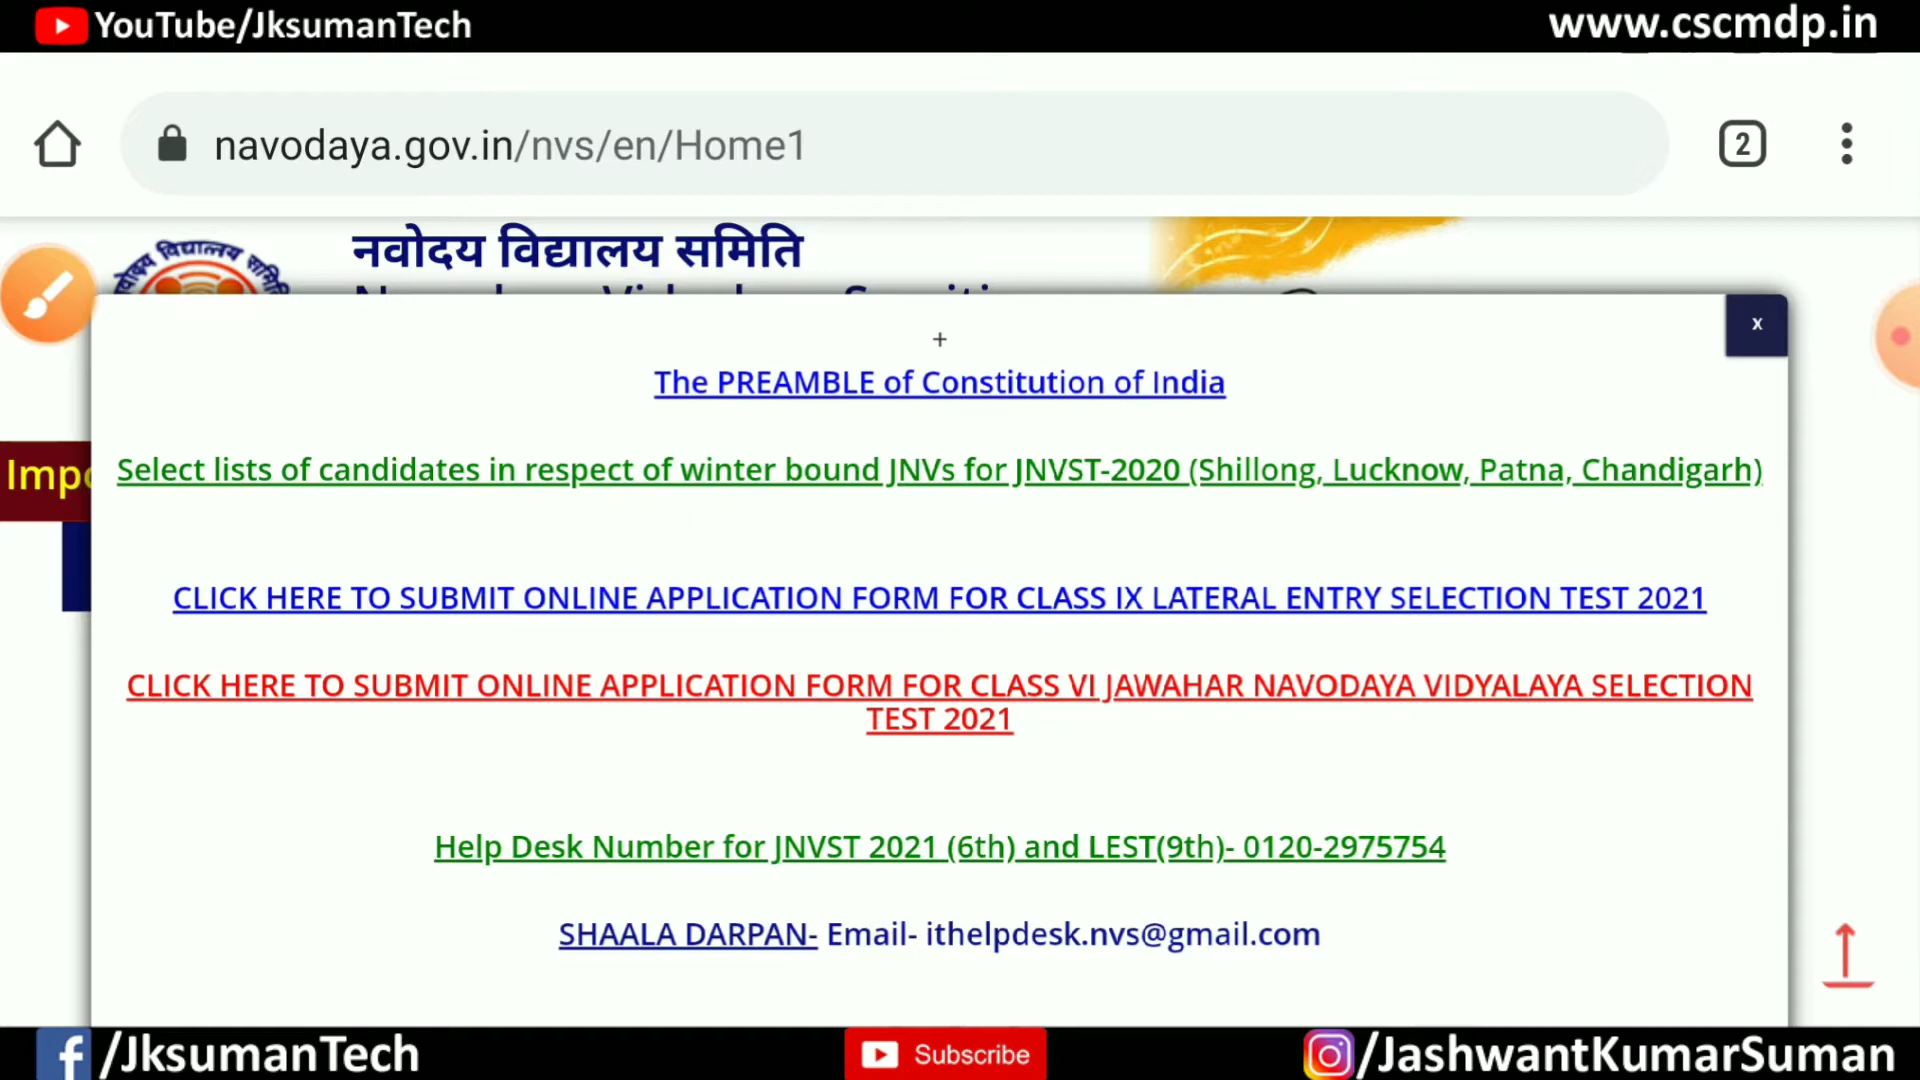 YouTube/JksumanTech
www.cscmdp.in
navodaya.gov.in/nvs/en/Home1
2
नवोदय विद्यालय समिति
विद्यालय समिति
x
+
The PREAMBLE of Constitution of India
Impo
Select lists of candidates in respect of winter bound JNVs for JNVST-2020 (Shillong, Lucknow, Patna, Chandigarh)
CLICK HERE TO SUBMIT ONLINE APPLICATION FORM FOR CLASS IX LATERAL ENTRY SELECTION TEST 2021
CLICK HERE TO SUBMIT ONLINE APPLICATION FORM FOR CLASS VI JAWAHAR NAVODAYA VIDYALAYA SELECTION
TEST 2021
Help Desk Number for JNVST 2021 (6th) and LEST(9th)- 0120-2975754
SHAALA DARPAN- Email- ithelpdesk.nvs@gmail.com
/JksumanTech
Subscribe
/JashwantKumarSuman